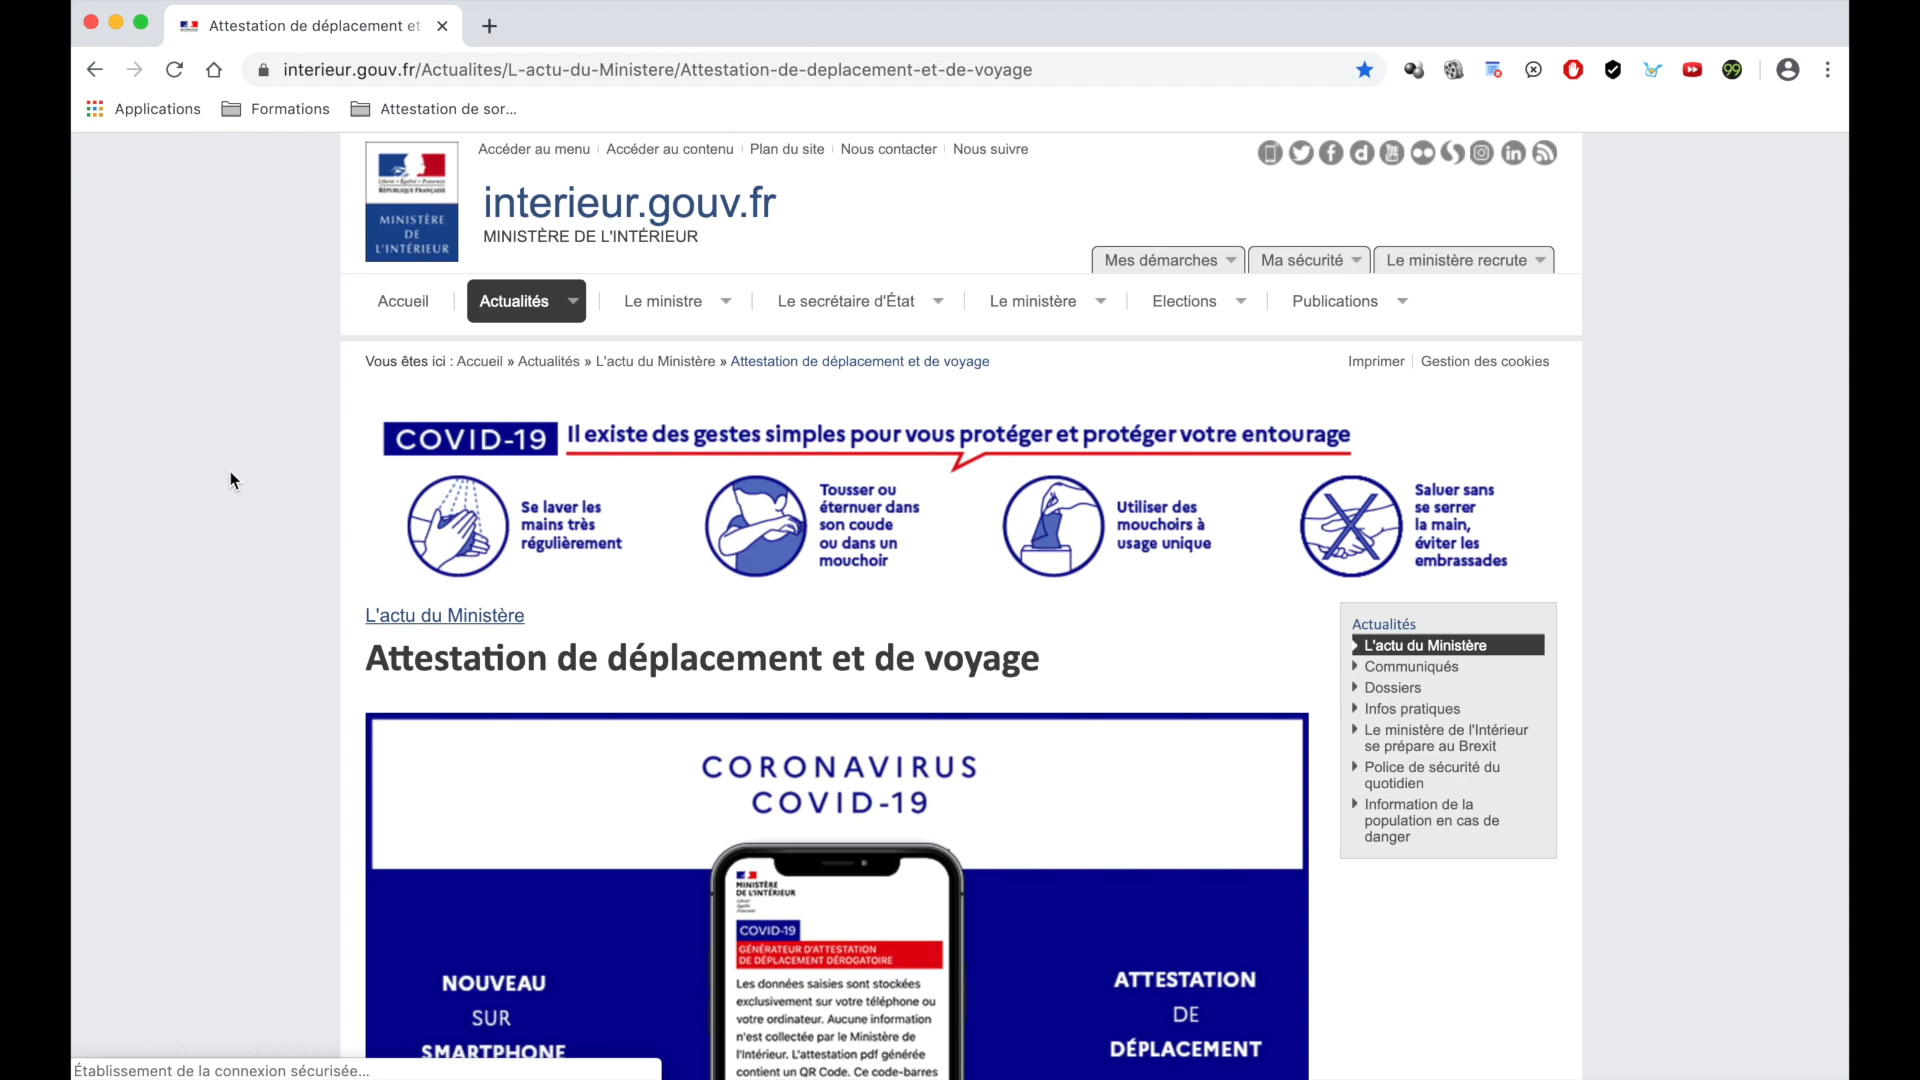 Attestation de déplacement et
interieur.gouv.fr/Actualites/L-actu-du-Ministere/Attestation-de-deplacement-et-de-voyage
99
Applications
Formations
Attestation de sor...
Accéder au menu
Accéder au contenu
Plan du site
Nous contacter
Nous suivre
RÉPUBLIQUE FRANÇAISE
MINISTÈRE
DE
L'INTÉRIEUR
interieur.gouv.fr
MINISTÈRE DE L'INTÉRIEUR
Mes démarches
Ma sécurité
Le ministère recrute
Accueil
Actualités
Le ministre
Le secrétaire d'État
Le ministère
Elections
Publications
Vous êtes ici : Accueil » Actualités » L'actu du Ministère » Attestation de déplacement et de voyage
Imprimer
Gestion des cookies
COVID-19
Il existe des gestes simples pour vous protéger et protéger votre entourage
Se laver les
mains très
régulièrement
Tousser ou
éternuer dans
son coude
ou dans un
mouchoir
Utiliser des
mouchoirs à
usage unique
Saluer sans
se serrer
la main,
éviter les
embrassades
L'actu du Ministère
Attestation de déplacement et de voyage
Actualités
L'actu du Ministère
Communiqués
Dossiers
Infos pratiques
Le ministère de l'Intérieur
se prépare au Brexit
Police de sécurité du
quotidien
Information de la
population en cas de
danger
CORONAVIRUS
COVID-19
NOUVEAU
SUR
SMARTPHONE
MINISTÈRE
DE L'INTÉRIEUR
COVID-19
GÉNÉRATEUR D'ATTESTATION
DE DÉPLACEMENT DÉROGATOIRE
Les données saisies sont stockées
exclusivement sur votre téléphone ou
votre ordinateur. Aucune information
n'est collectée par le Ministère de
l'Intérieur. L'attestation pdf générée
contient un QR Code. Ce code-barres
ATTESTATION
DE
DÉPLACEMENT
Établissement de la connexion sécurisée...